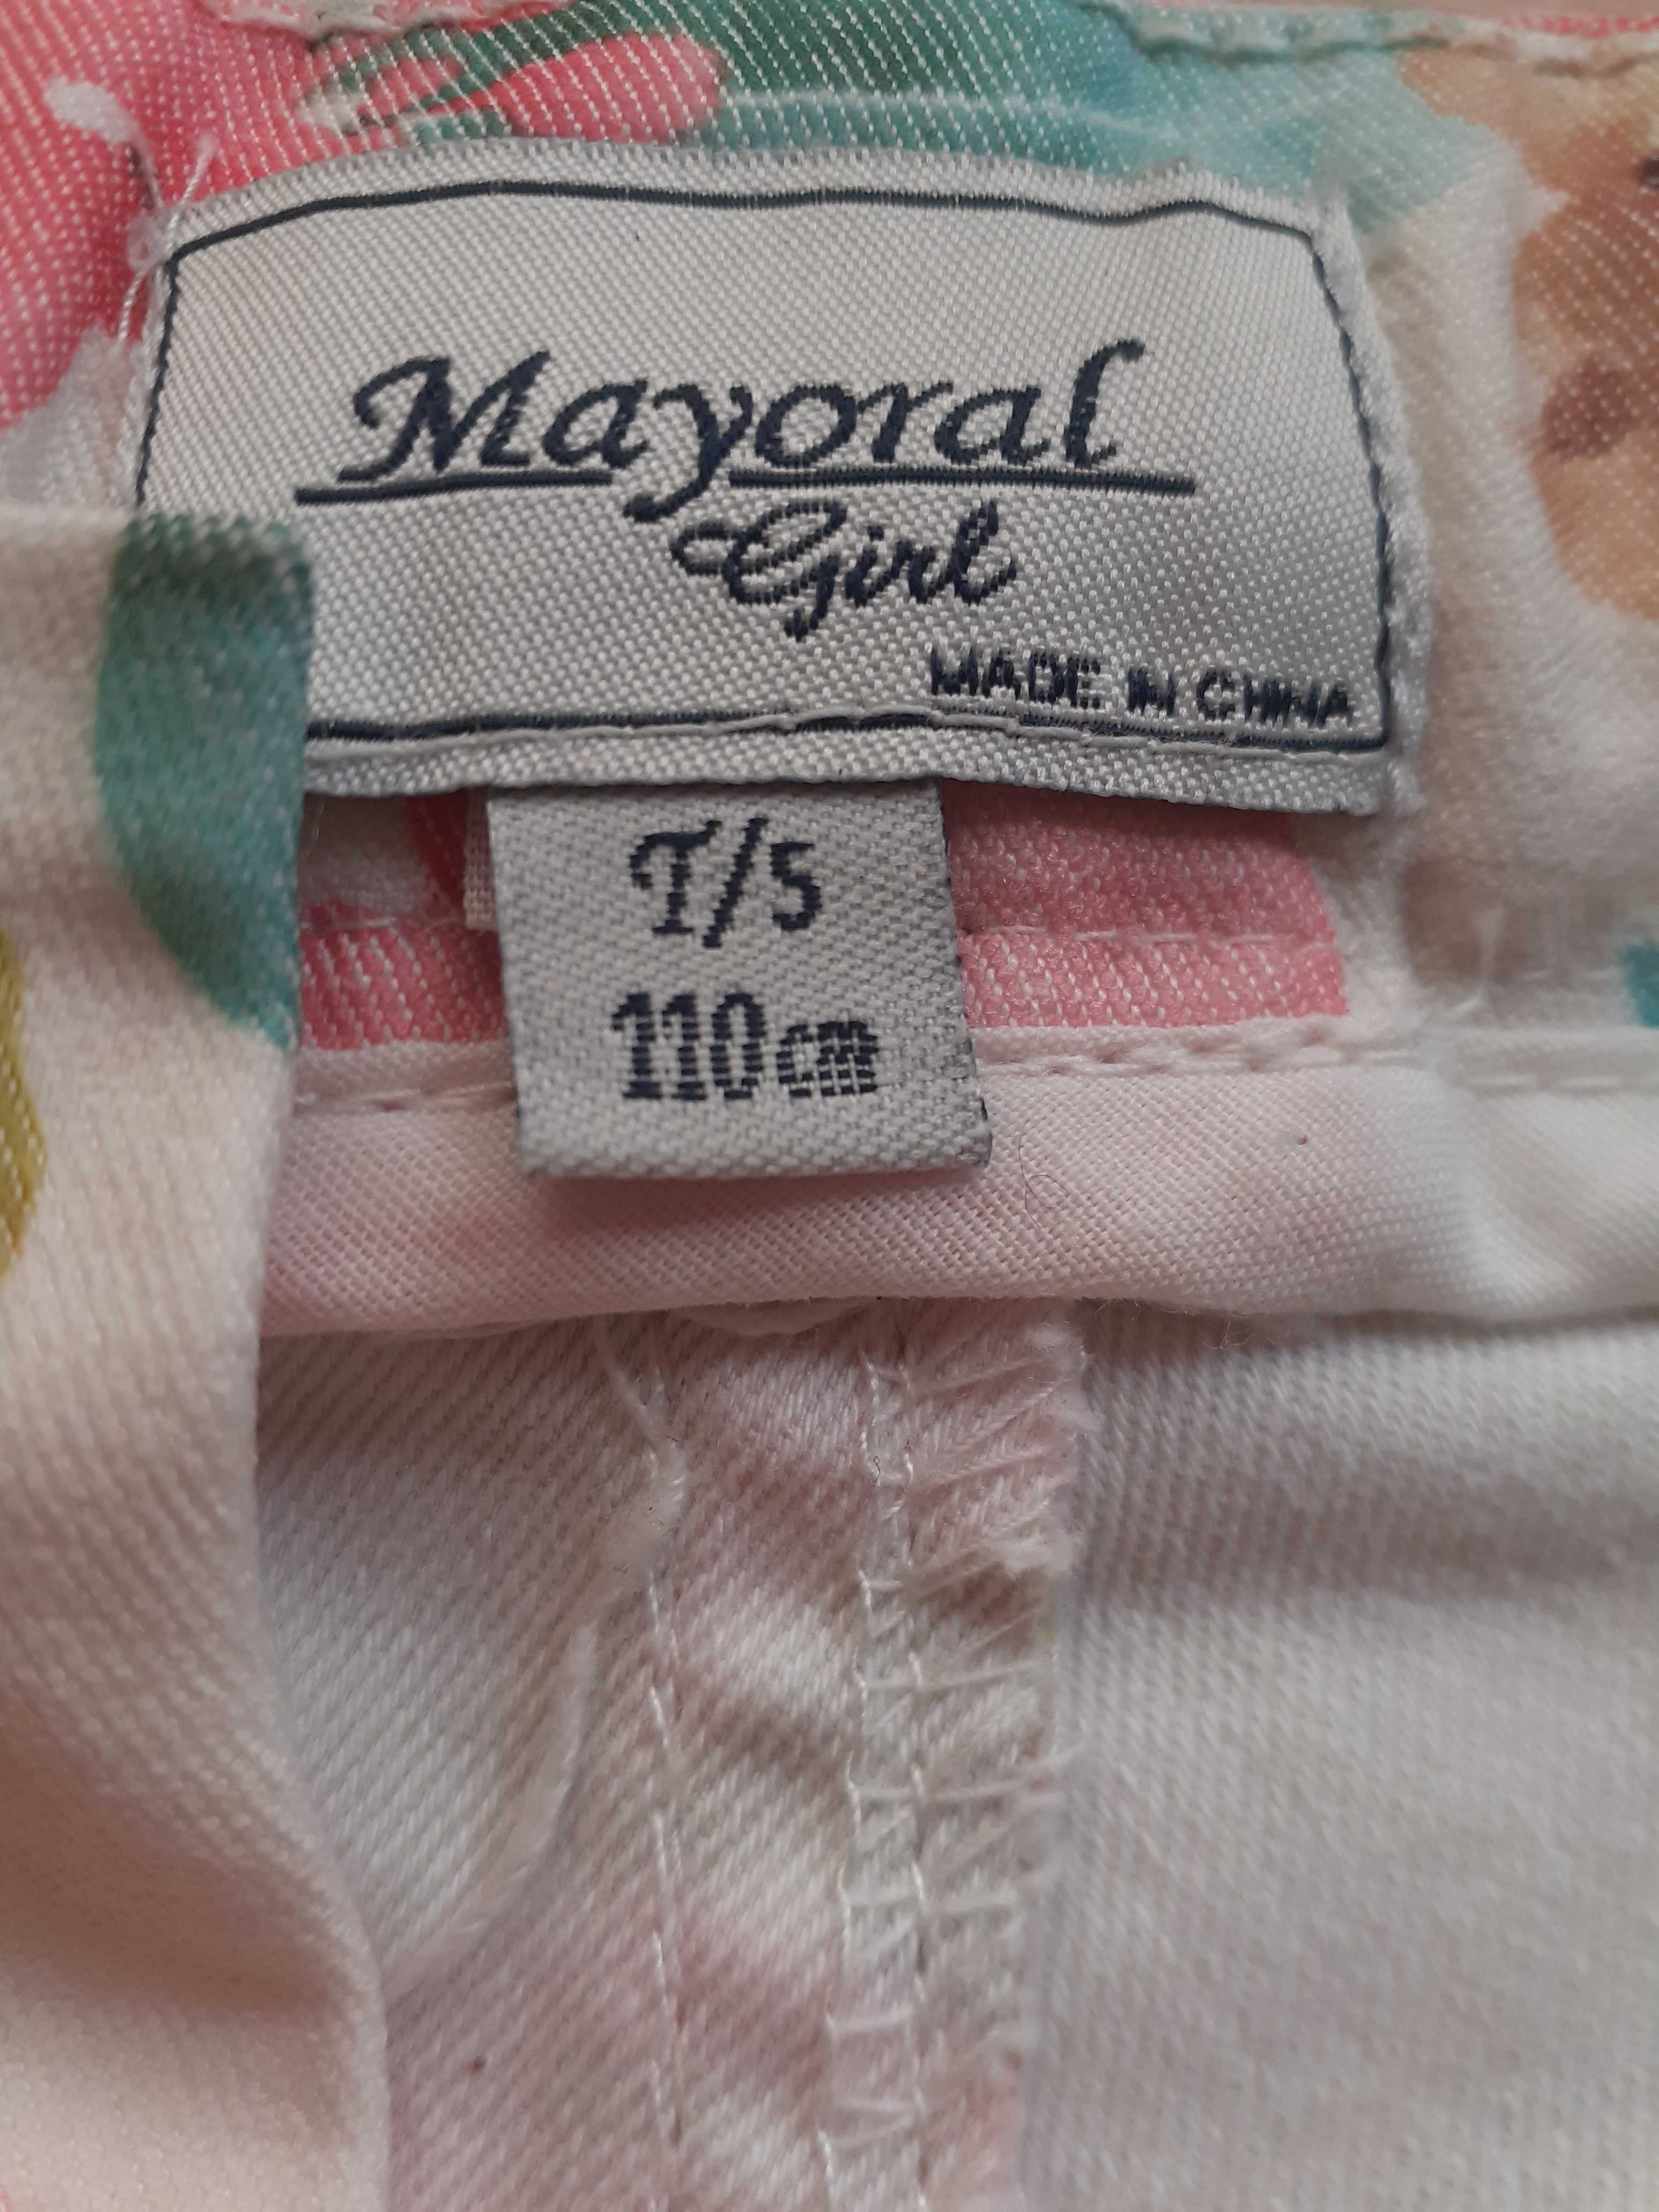 Mayoral
Girl
MADE IN CHINA
T/5
110cm